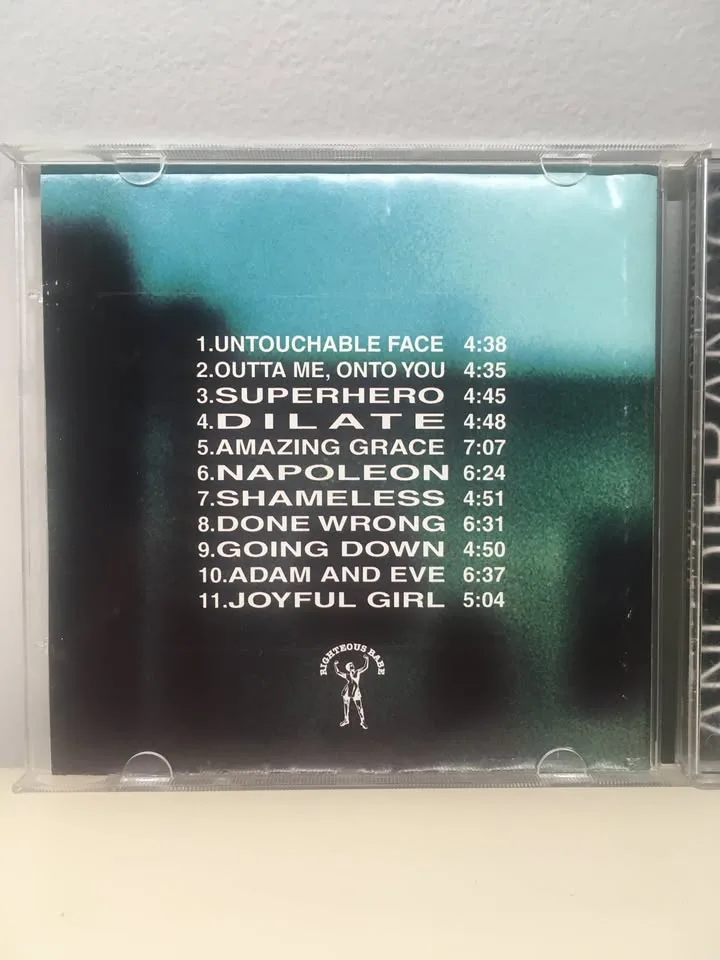 1.UNTOUCHABLE FACE 4:38
2.OUTTA ME, ONTO YOU 4:35
3.SUPERHERO 4:45
4.DILATE 4:48
5.AMAZING GRACE 7:07
6.NAPOLEON 6:24
7.SHAMELESS 4:51
8.DONE WRONG 6:31
9.GOING DOWN 4:50
10.ADAM AND EVE 6:37
11.JOYFUL GIRL 5:04
RIGHTEOUS BABE